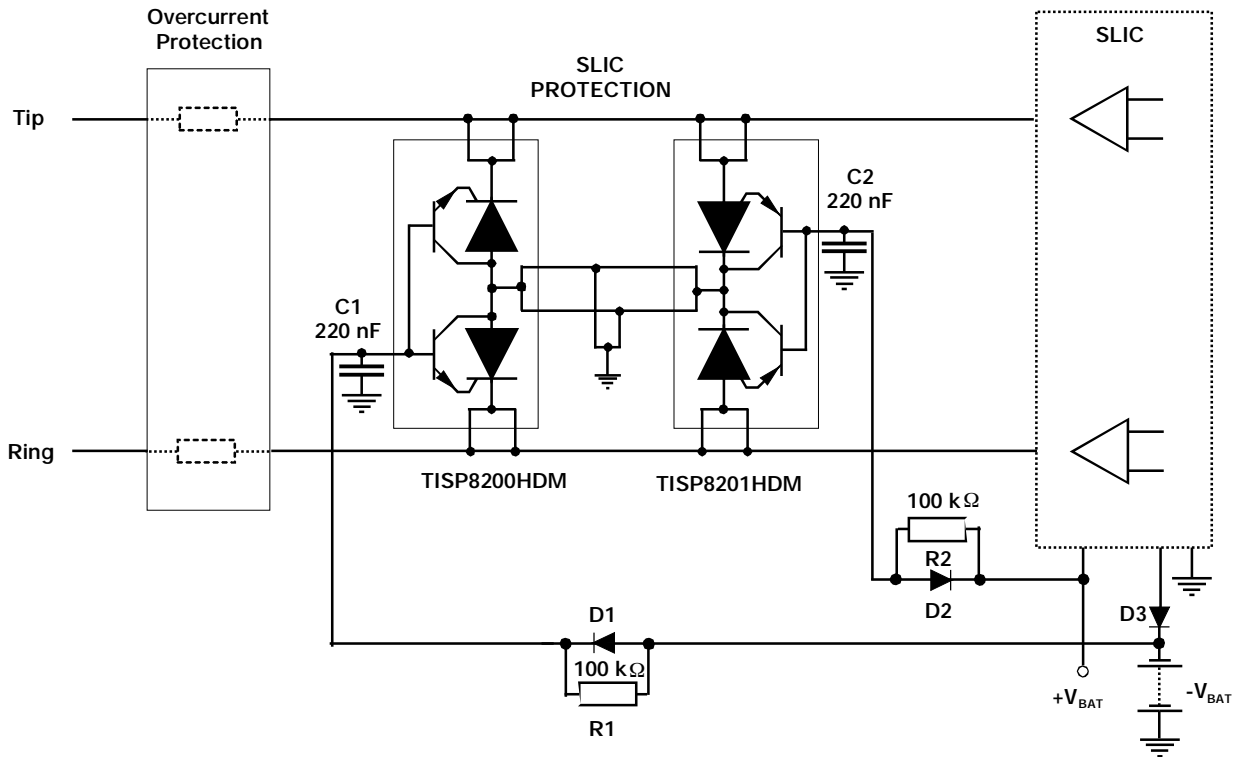 Overcurrent
Protection
SLIC
SLIC
PROTECTION
Tip
C2
220 nF
C1
220 nF
Ring
TISP8200HDM
TISP8201HDM
100 kΩ
R2
D2
D1
D3
100 kΩ
R1
+VBAT
-VBAT